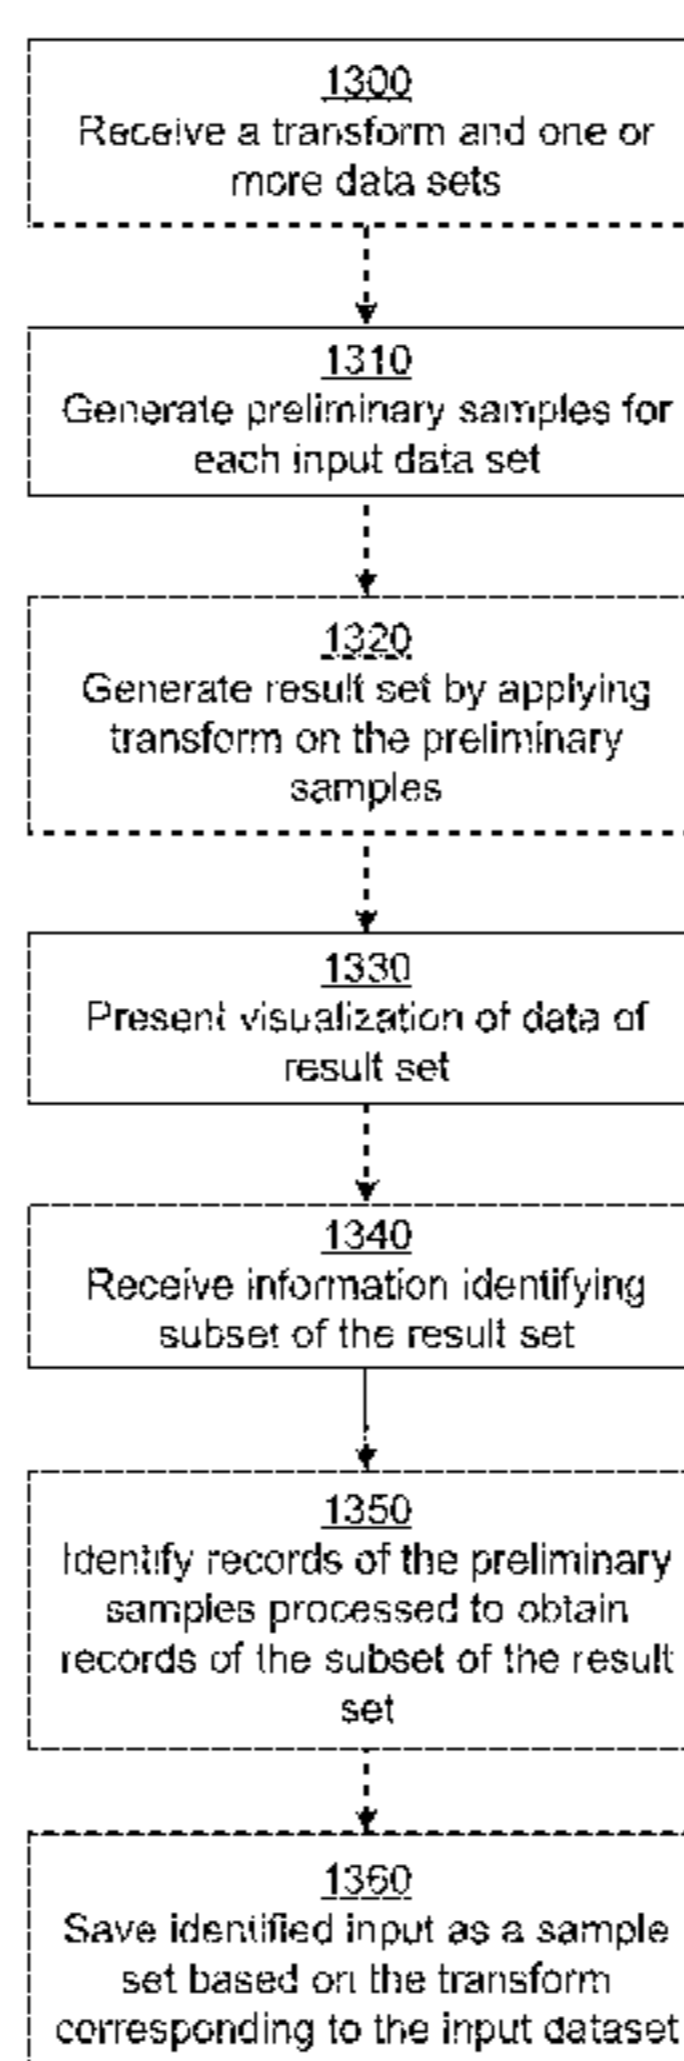 1300
Receive a transform and one or
more data sets
1310
Generate preliminary samples for
each input data set
1320
Generate result set by applying
transform on the preliminary
samples
1330
Present visualization of data of
result set
1340
Receive information identifying
subset of the result set
1350
Identify records of the preliminary
samples processed to obtain
records of the subset of the result
set
1360
Save identified input as a sample
set based on the transform
corresponding to the input dataset